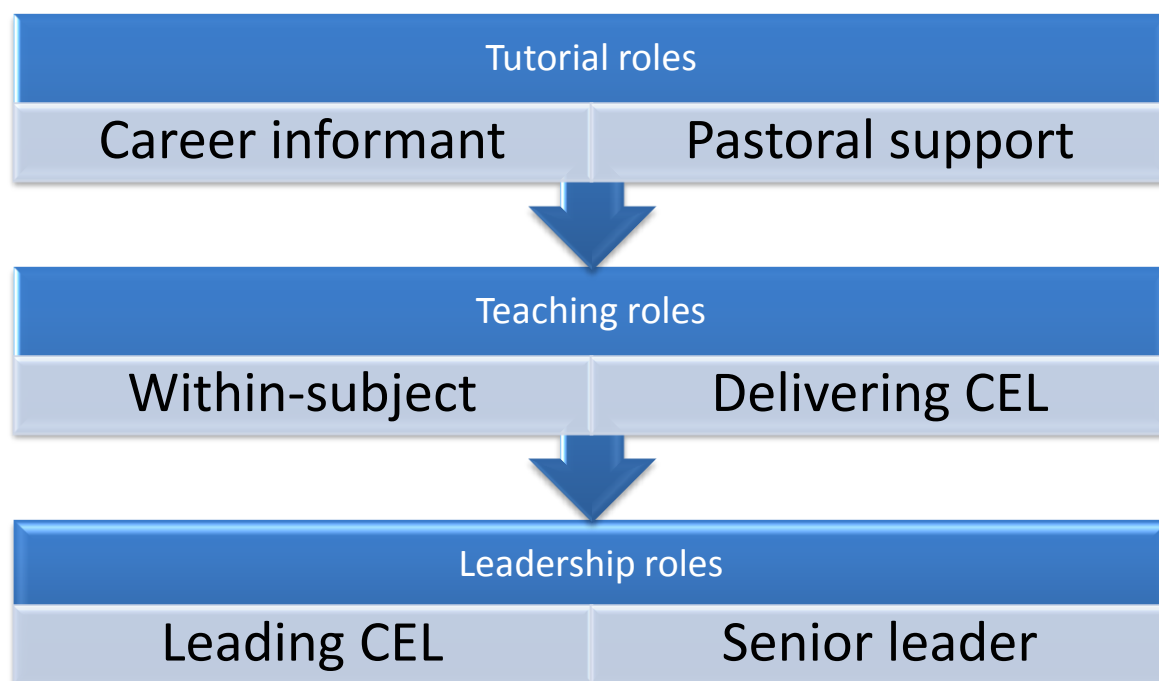 Tutorial roles
Career informant
Pastoral support
Teaching roles
Within-subject
Delivering CEL
Leadership roles
Leading CEL
Senior leader